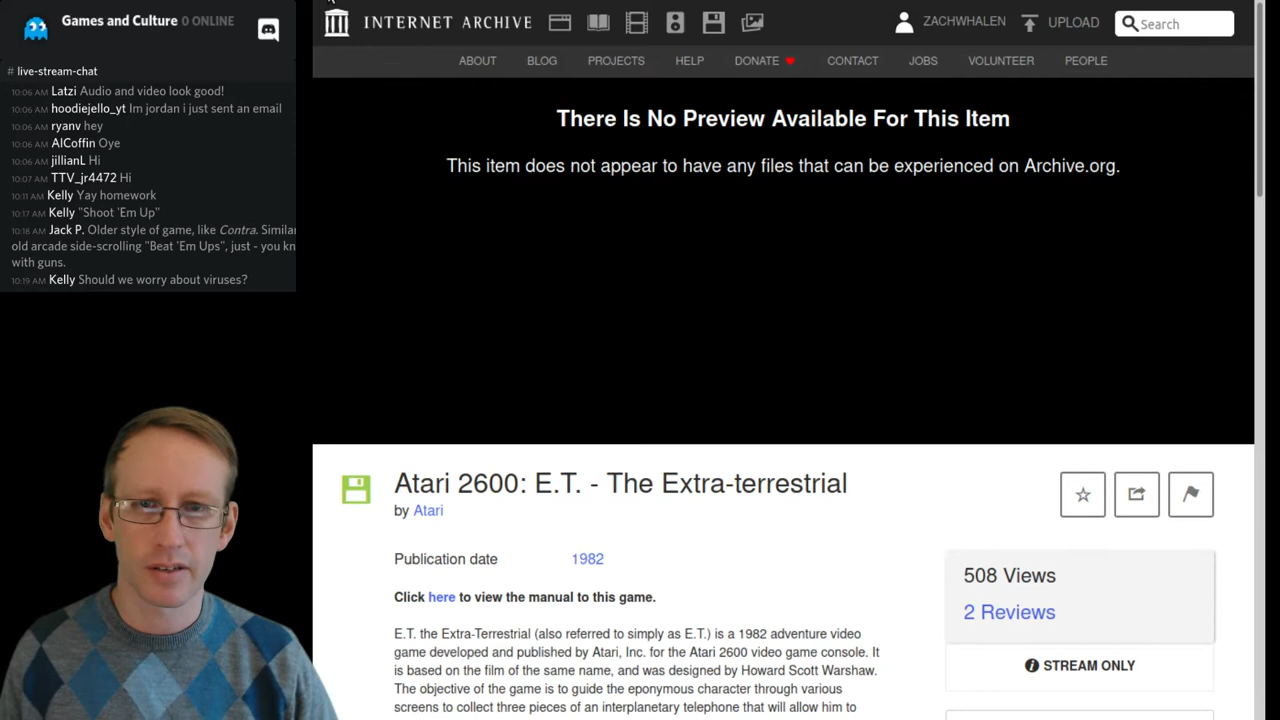 Games and Culture 0 ONLINE
# live-stream-chat
10:06 AM Latzi Audio and video look good!
10:06 AM hoodiejello_yt Im jordan i just sent an email
10:06 AM ryanv hey
10:06 AM AlCoffin Oye
10:06 AM jillianL Hi
10:07 AM TTV_jr4472 Hi
10:11 AM Kelly Yay homework
10:17 AM Kelly "Shoot 'Em Up"
10:18 AM Jack P. Older style of game, like Contra. Similar
old arcade side-scrolling "Beat 'Em Ups", just - you kn
with guns.
10:19 AM Kelly Should we worry about viruses?
INTERNET ARCHIVE
ZACHWHALEN UPLOAD Search
ABOUT BLOG PROJECTS HELP DONATE CONTACT JOBS VOLUNTEER PEOPLE
There Is No Preview Available For This Item
This item does not appear to have any files that can be experienced on Archive.org.
Atari 2600: E.T. - The Extra-terrestrial
by Atari
Publication date 1982
Click here to view the manual to this game.
E.T. the Extra-Terrestrial (also referred to simply as E.T.) is a 1982 adventure video
game developed and published by Atari, Inc. for the Atari 2600 video game console. It
is based on the film of the same name, and was designed by Howard Scott Warshaw.
The objective of the game is to guide the eponymous character through various
screens to collect three pieces of an interplanetary telephone that will allow him to
508 Views
2 Reviews
STREAM ONLY